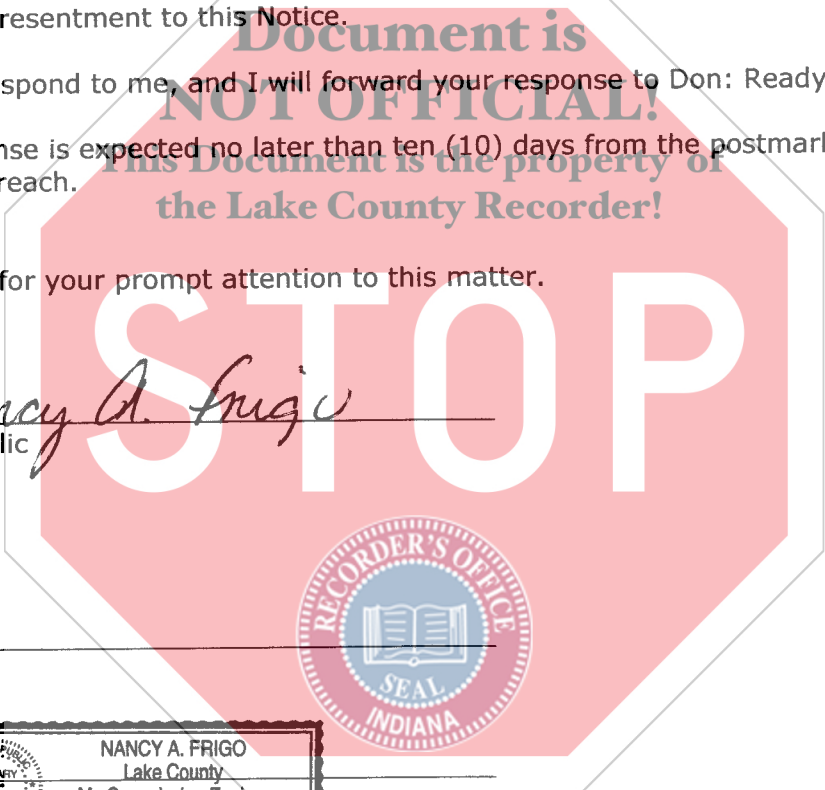 resentment to this Notice.
Document is
spond to me, and I will forward your response to Don: Ready
NOT OFFICIAL!
nse is expected no later than ten (10) days from the postmark
This Document is the property of
reach.
the Lake County Recorder!
for your prompt attention to this matter.
STOP
ncy A. Frigo
lic
RECORDER'S OFFICE
SEAL
INDIANA
NANCY A. FRIGO
Lake County